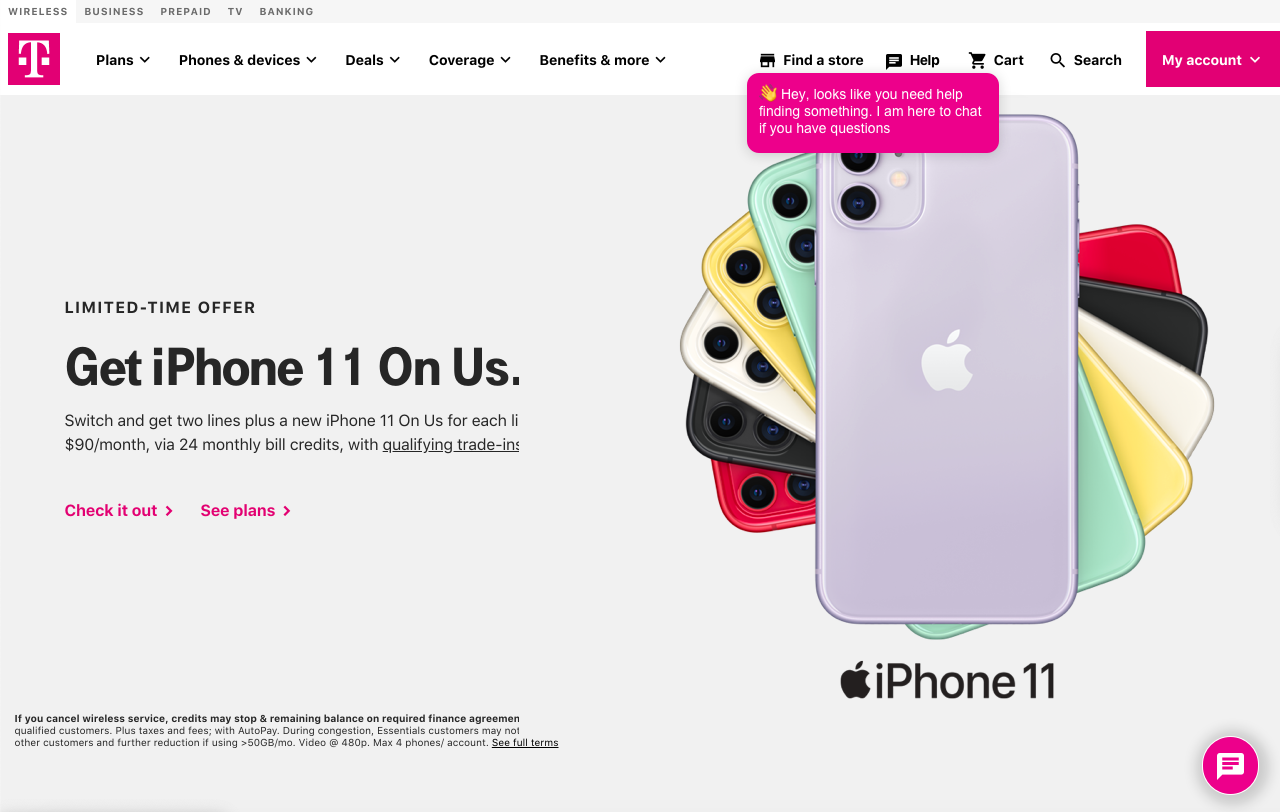 WIRELESS BUSINESS PREPAID TV BANKING
T Plans Phones & devices Deals Coverage Benefits & more Find a store Help Cart Search My account
👋 Hey, looks like you need help
finding something. I am here to chat
if you have questions
LIMITED-TIME OFFER
Get iPhone 11 On Us.
Switch and get two lines plus a new iPhone 11 On Us for each li
$90/month, via 24 monthly bill credits, with qualifying trade-ins
Check it out See plans
iPhone 11
If you cancel wireless service, credits may stop & remaining balance on required finance agreemen
qualified customers. Plus taxes and fees; with AutoPay. During congestion, Essentials customers may not
other customers and further reduction if using >50GB/mo. Video @ 480p. Max 4 phones/ account. See full terms